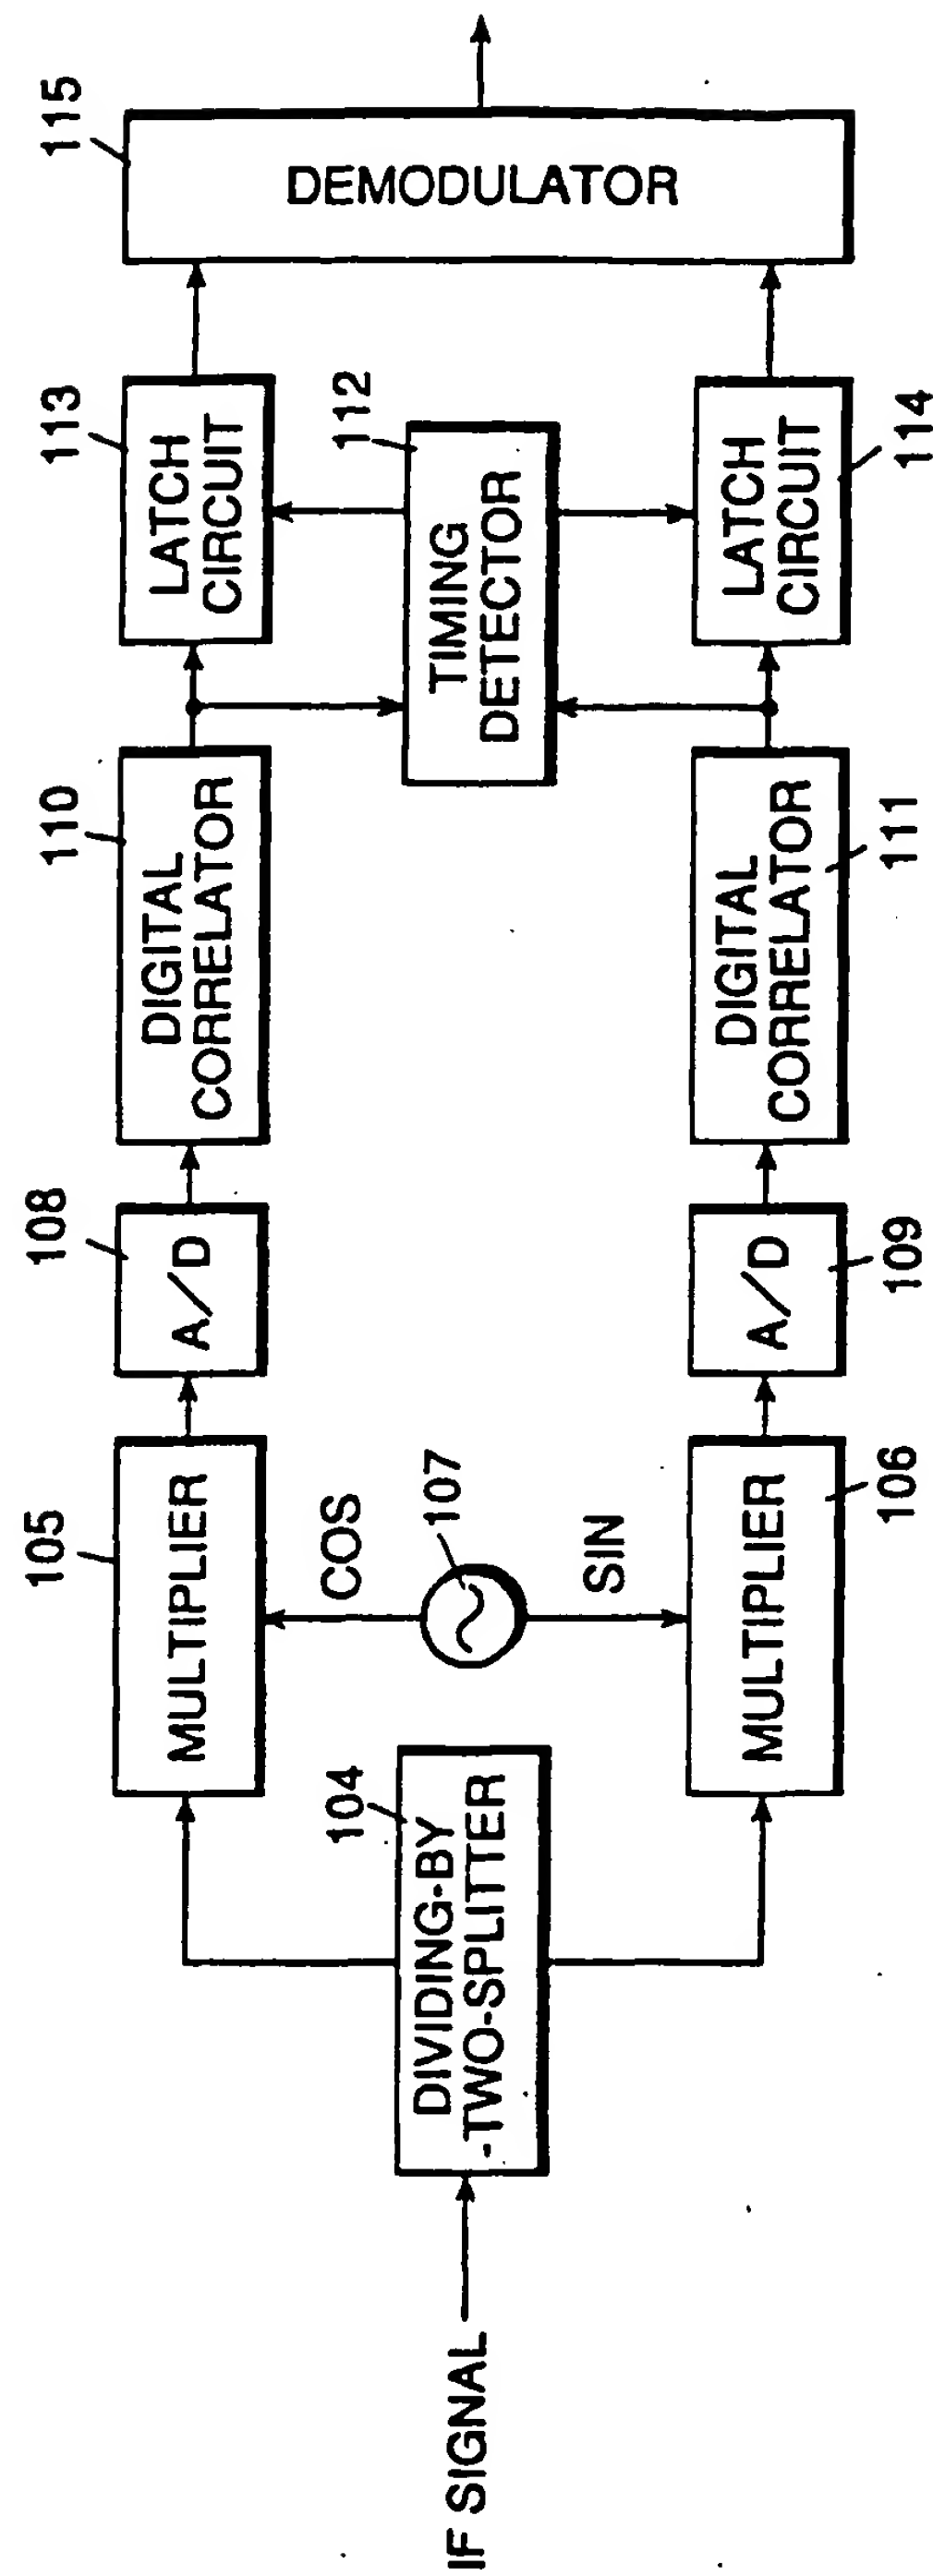 IF SIGNAL
104
DIVIDING-BY
-TWO-SPLITTER
105
MULTIPLIER
COS
107
SIN
MULTIPLIER
106
108
A/D
A/D
109
110
DIGITAL
CORRELATOR
DIGITAL
CORRELATOR
111
112
TIMING
DETECTOR
113
LATCH
CIRCUIT
LATCH
CIRCUIT
114
115
DEMODULATOR